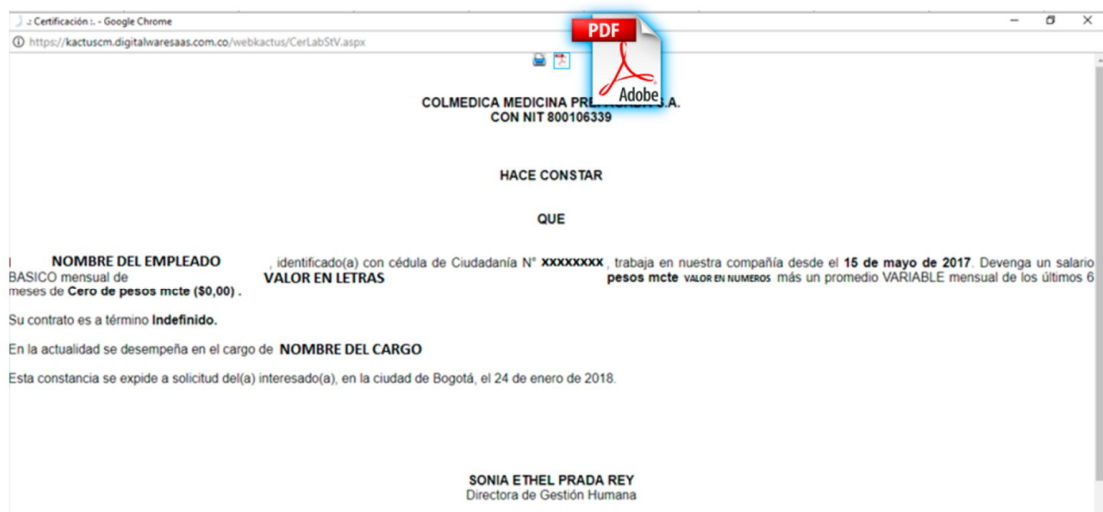 .: Certificación :. - Google Chrome
https://kactuscm.digitalwaresaas.com.co/webkactus/CerLabStV.aspx
PDF
Adobe
COLMEDICA MEDICINA PREPAGADA S.A.
CON NIT 800106339
HACE CONSTAR
QUE
NOMBRE DEL EMPLEADO , identificado(a) con cédula de Ciudadanía N° xxxxxxxx , trabaja en nuestra compañía desde el 15 de mayo de 2017. Devenga un salario
BASICO mensual de VALOR EN LETRAS pesos mcte VALOR EN NUMEROS más un promedio VARIABLE mensual de los últimos 6
meses de Cero de pesos mcte ($0,00) .
Su contrato es a término Indefinido.
En la actualidad se desempeña en el cargo de NOMBRE DEL CARGO
Esta constancia se expide a solicitud del(a) interesado(a), en la ciudad de Bogotá, el 24 de enero de 2018.
SONIA ETHEL PRADA REY
Directora de Gestión Humana